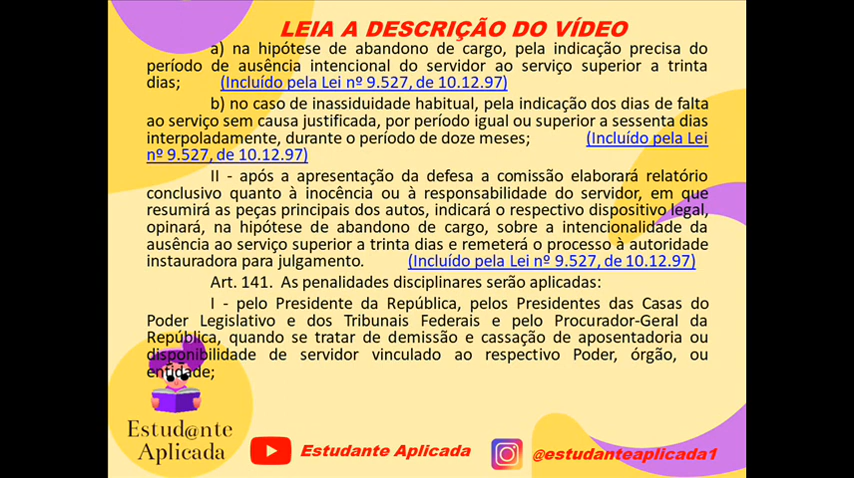 LEIA A DESCRIÇÃO DO VÍDEO
a) na hipótese de abandono de cargo, pela indicação precisa do
período de ausência intencional do servidor ao serviço superior a trinta
dias; (Incluído pela Lei nº 9.527, de 10.12.97)
b) no caso de inassiduidade habitual, pela indicação dos dias de falta
ao serviço sem causa justificada, por período igual ou superior a sessenta dias
interpoladamente, durante o período de doze meses; (Incluído pela Lei
nº 9.527, de 10.12.97)
II - após a apresentação da defesa a comissão elaborará relatório
conclusivo quanto à inocência ou à responsabilidade do servidor, em que
resumirá as peças principais dos autos, indicará o respectivo dispositivo legal,
opinará, na hipótese de abandono de cargo, sobre a intencionalidade da
ausência ao serviço superior a trinta dias e remeterá o processo à autoridade
instauradora para julgamento. (Incluído pela Lei nº 9.527, de 10.12.97)
Art. 141. As penalidades disciplinares serão aplicadas:
I - pelo Presidente da República, pelos Presidentes das Casas do
Poder Legislativo e dos Tribunais Federais e pelo Procurador-Geral da
República, quando se tratar de demissão e cassação de aposentadoria ou
disponibilidade de servidor vinculado ao respectivo Poder, órgão, ou
entidade;
Estud@nte
Aplicada
Estudante Aplicada
@estudanteaplicada1